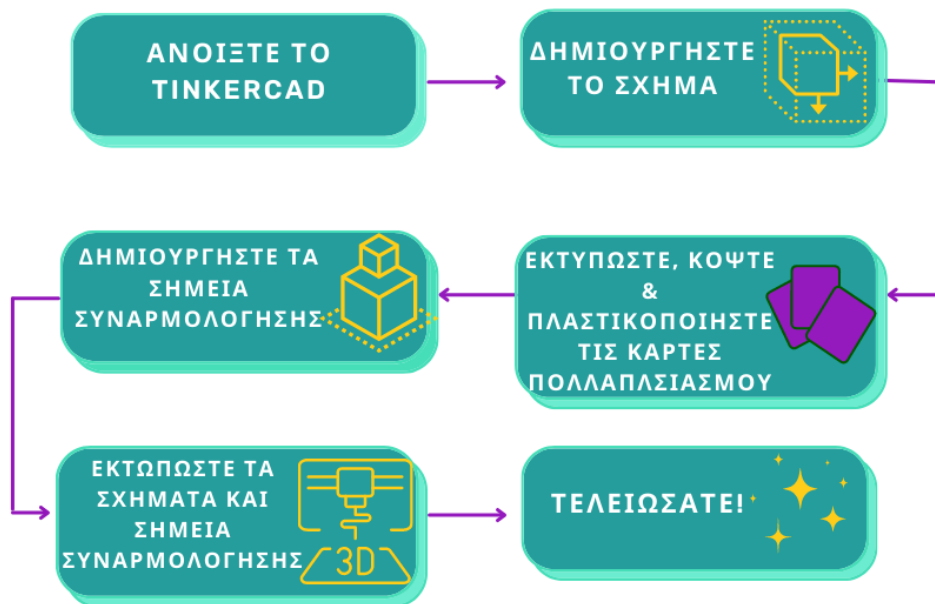 ΑΝΟΙΞΤΕ ΤΟ
TINKERCAD
ΔΗΜΙΟΥΡΓΗΣΤΕ
ΤΟ ΣΧΗΜΑ
ΕΚΤΥΠΩΣΤΕ, ΚΟΨΤΕ
&
ΠΛΑΣΤΙΚΟΠΟΙΗΣΤΕ
ΤΙΣ ΚΑΡΤΕΣ
ΠΟΛΛΑΠΛΣΙΑΣΜΟΥ
ΔΗΜΙΟΥΡΓΗΣΤΕ ΤΑ
ΣΗΜΕΙΑ
ΣΥΝΑΡΜΟΛΟΓΗΣΗΣ
ΕΚΤΩΠΩΣΤΕ ΤΑ
ΣΧΗΜΑΤΑ ΚΑΙ
ΣΗΜΕΙΑ
ΣΥΝΑΡΜΟΛΟΓΗΣΗΣ
3D
ΤΕΛΕΙΩΣΑΤΕ!